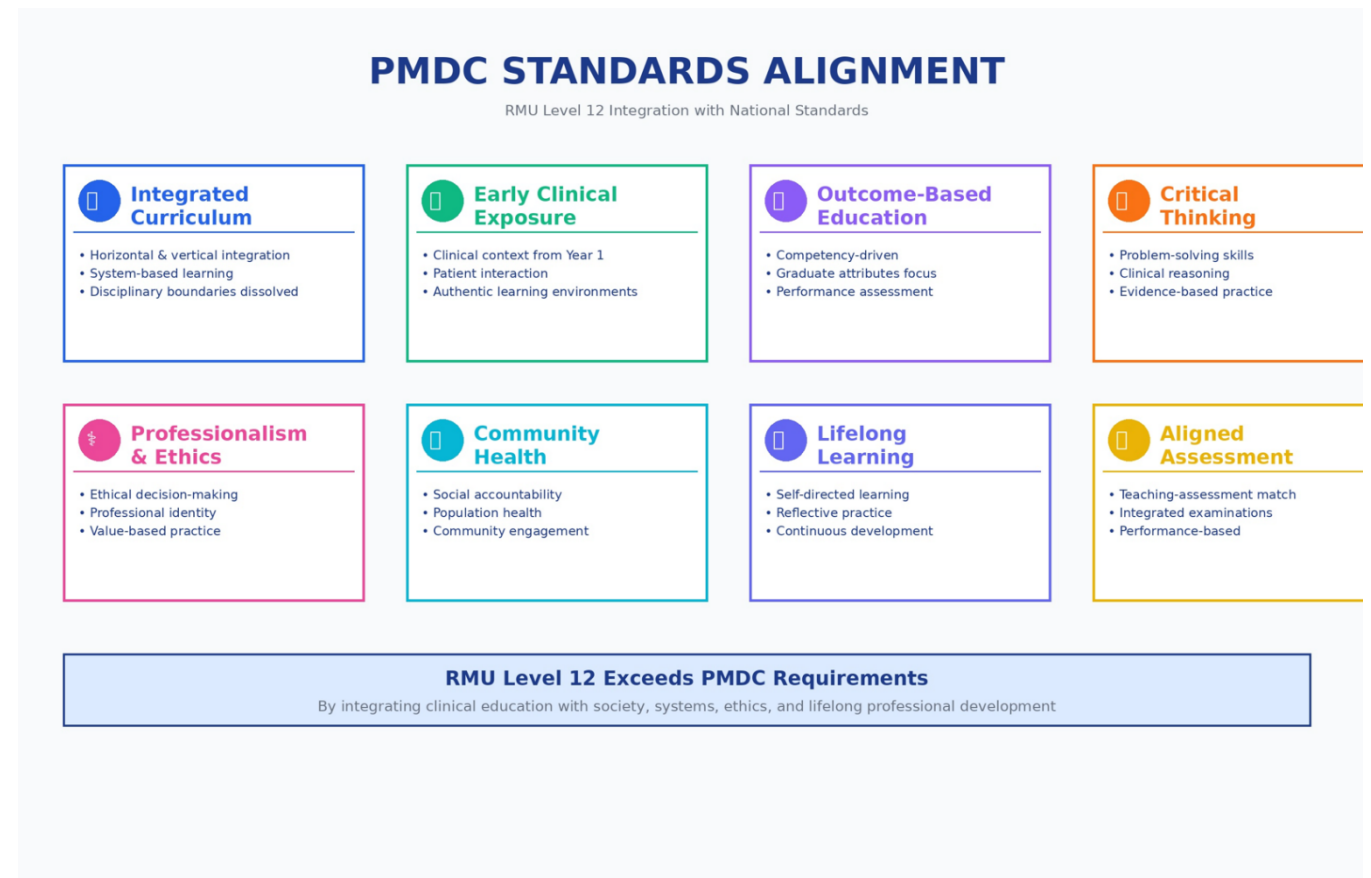 PMDC STANDARDS ALIGNMENT
RMU Level 12 Integration with National Standards
Integrated
Curriculum
• Horizontal & vertical integration
• System-based learning
• Disciplinary boundaries dissolved
Early Clinical
Exposure
• Clinical context from Year 1
• Patient interaction
• Authentic learning environments
Outcome-Based
Education
• Competency-driven
• Graduate attributes focus
• Performance assessment
Critical
Thinking
• Problem-solving skills
• Clinical reasoning
• Evidence-based practice
Professionalism
& Ethics
• Ethical decision-making
• Professional identity
• Value-based practice
Community
Health
• Social accountability
• Population health
• Community engagement
Lifelong
Learning
• Self-directed learning
• Reflective practice
• Continuous development
Aligned
Assessment
• Teaching-assessment match
• Integrated examinations
• Performance-based
RMU Level 12 Exceeds PMDC Requirements
By integrating clinical education with society, systems, ethics, and lifelong professional development